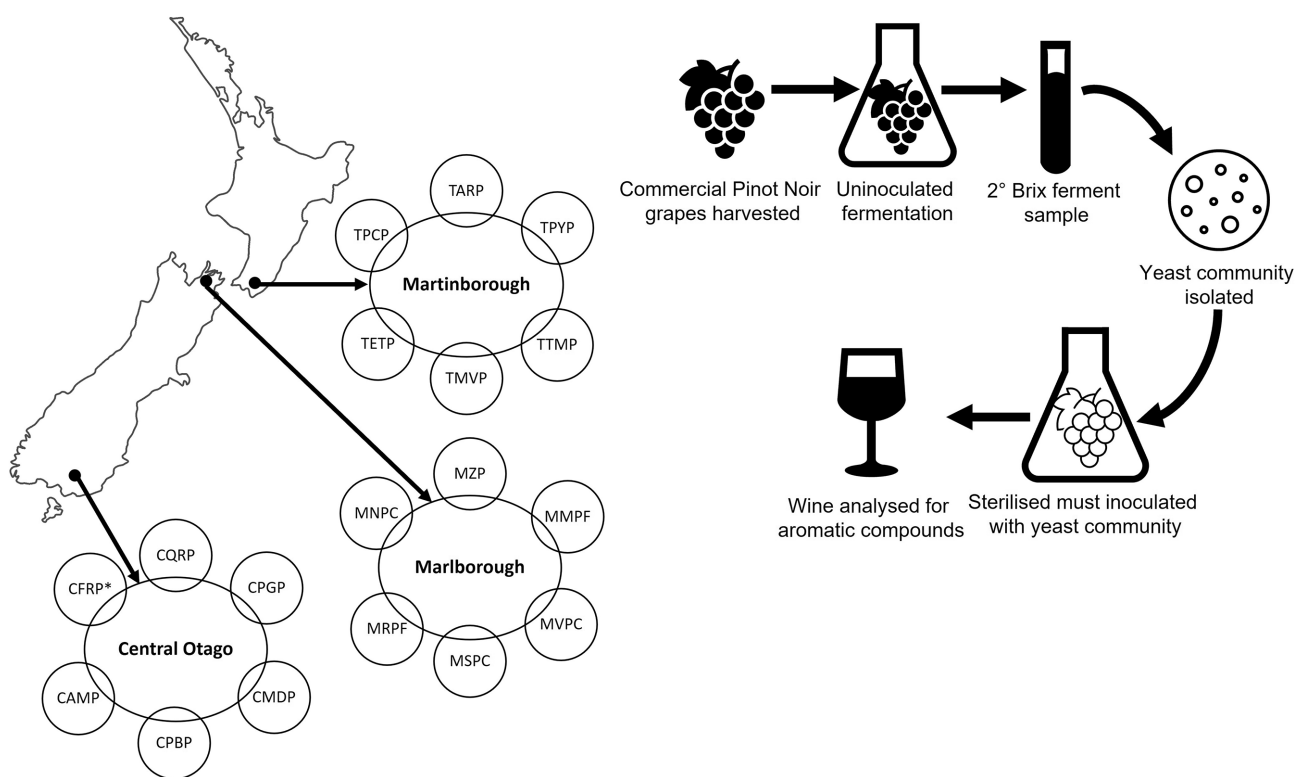 TARP
TPCP
TPYP
Martinborough
TETP
TTMP
TMVP
MZP
MNPC
MMPF
Marlborough
MRPF
MVPC
MSPC
CQRP
CFRP*
CPGP
Central Otago
CAMP
CMDP
CPBP
Commercial Pinot Noir
grapes harvested
Uninoculated
fermentation
2° Brix ferment
sample
Yeast community
isolated
Sterilised must inoculated
with yeast community
Wine analysed for
aromatic compounds